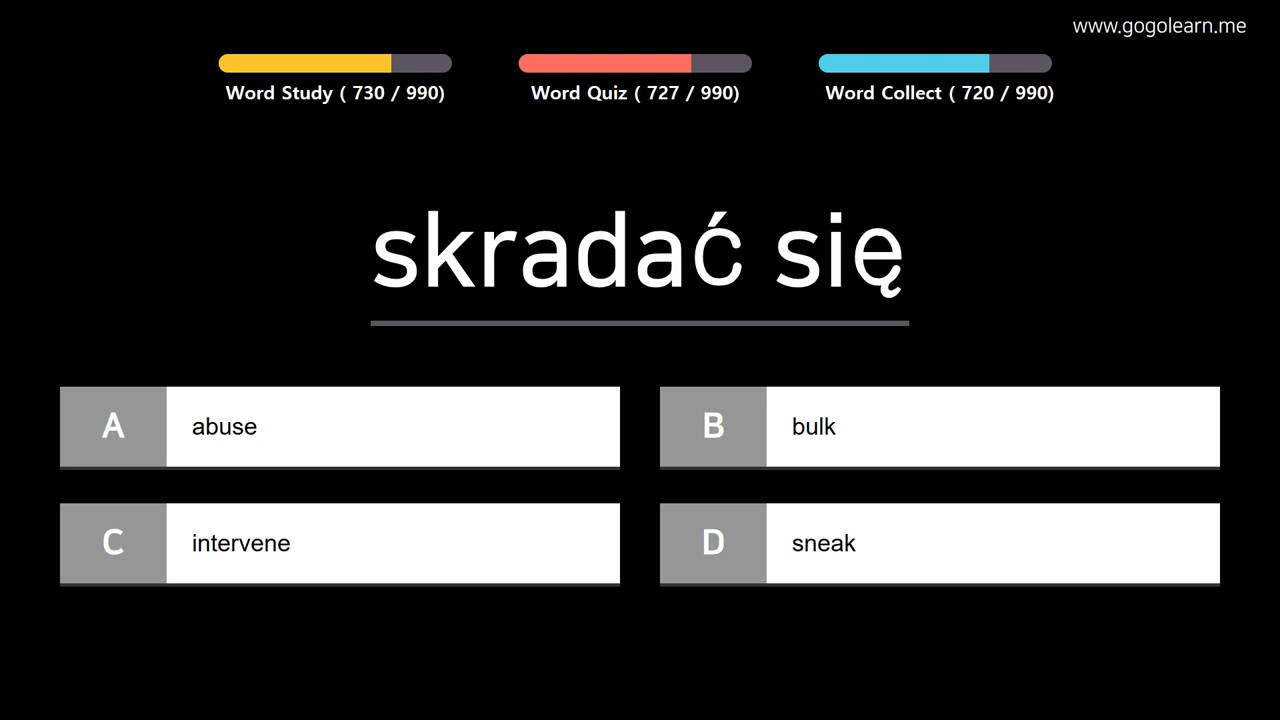 www.gogolearn.me
Word Study ( 730 / 990)
Word Quiz ( 727 / 990)
Word Collect ( 720 / 990)
skradać się
A abuse
B bulk
C intervene
D sneak